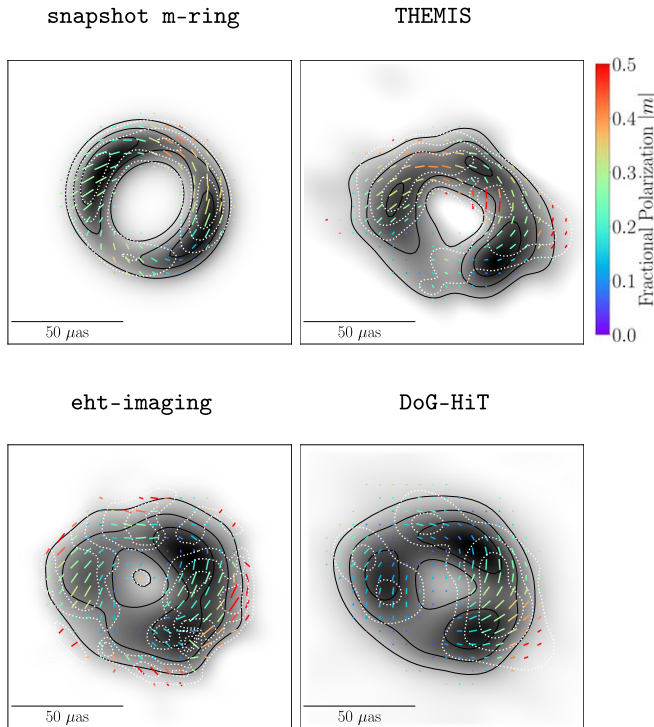 snapshot m-ring
THEMIS
50 μas
50 μas
0.5
0.4
0.3
0.2
0.1
0.0
Fractional Polarization |m|
eht-imaging
DoG-HiT
50 μas
50 μas